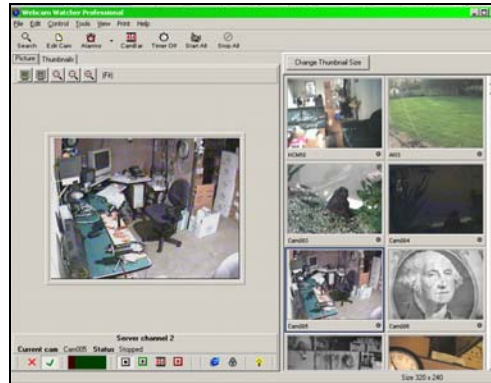 Webcam Watcher Professional
File Edit Control Tools View Print Help
Search Edit Cam Alarms CamBar Timer Off Start All Stop All
Picture Thumbnails
(Fit)
Change Thumbnail Size
Cam003 Cam004
Cam005 Cam006
Server channel 2
Current cam Cam005 Status Stopped
Size 320 x 240